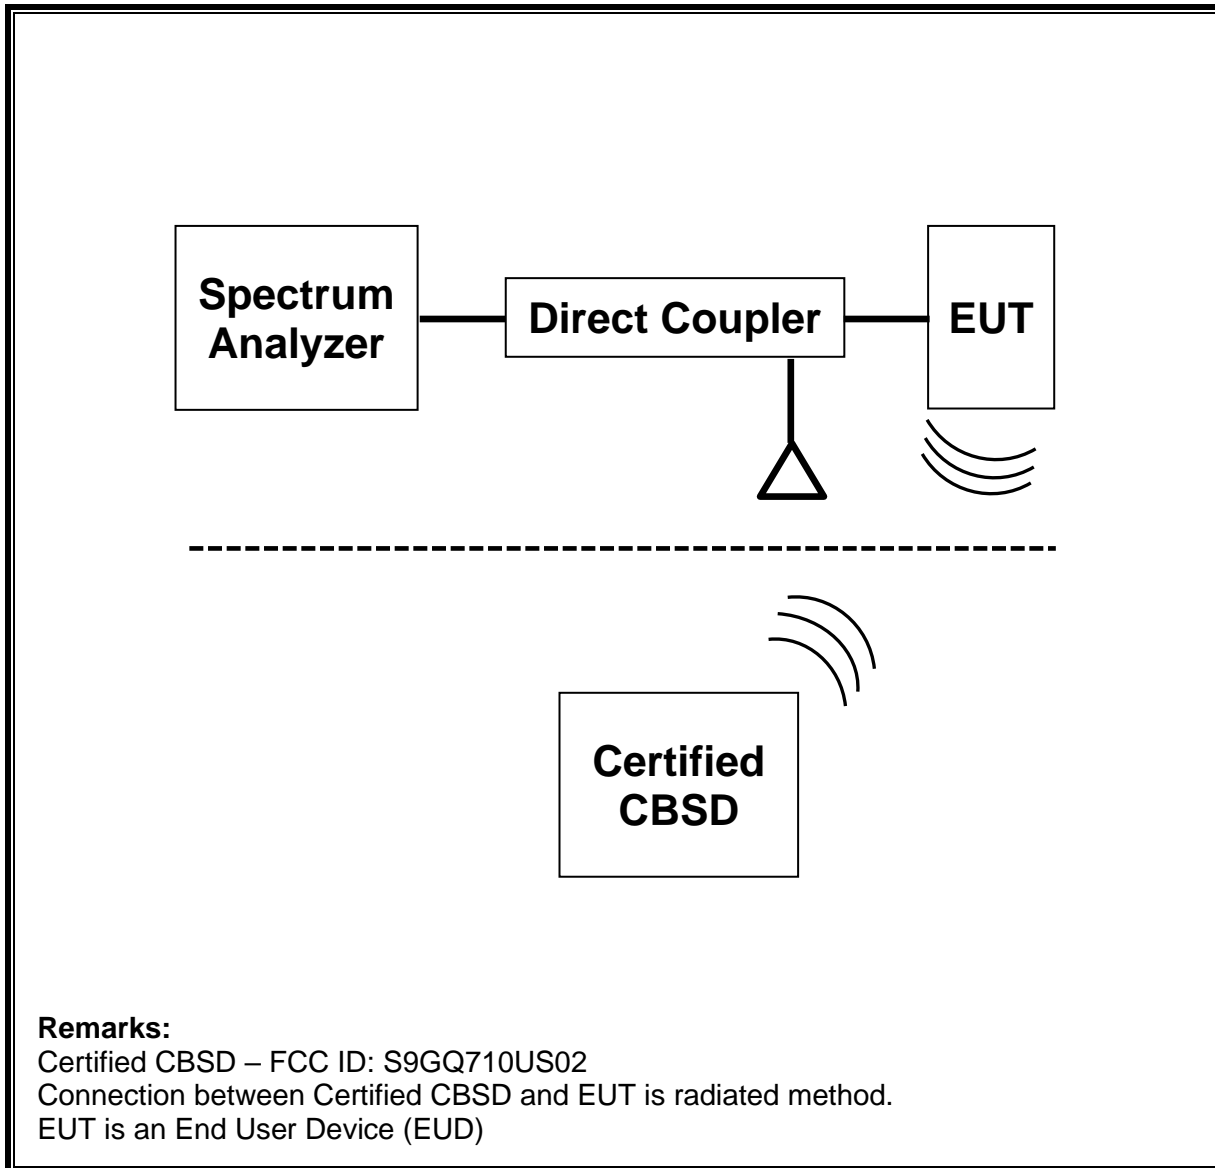 Spectrum
Analyzer
Direct Coupler
EUT
Certified
CBSD
Remarks:
Certified CBSD – FCC ID: S9GQ710US02
Connection between Certified CBSD and EUT is radiated method.
EUT is an End User Device (EUD)